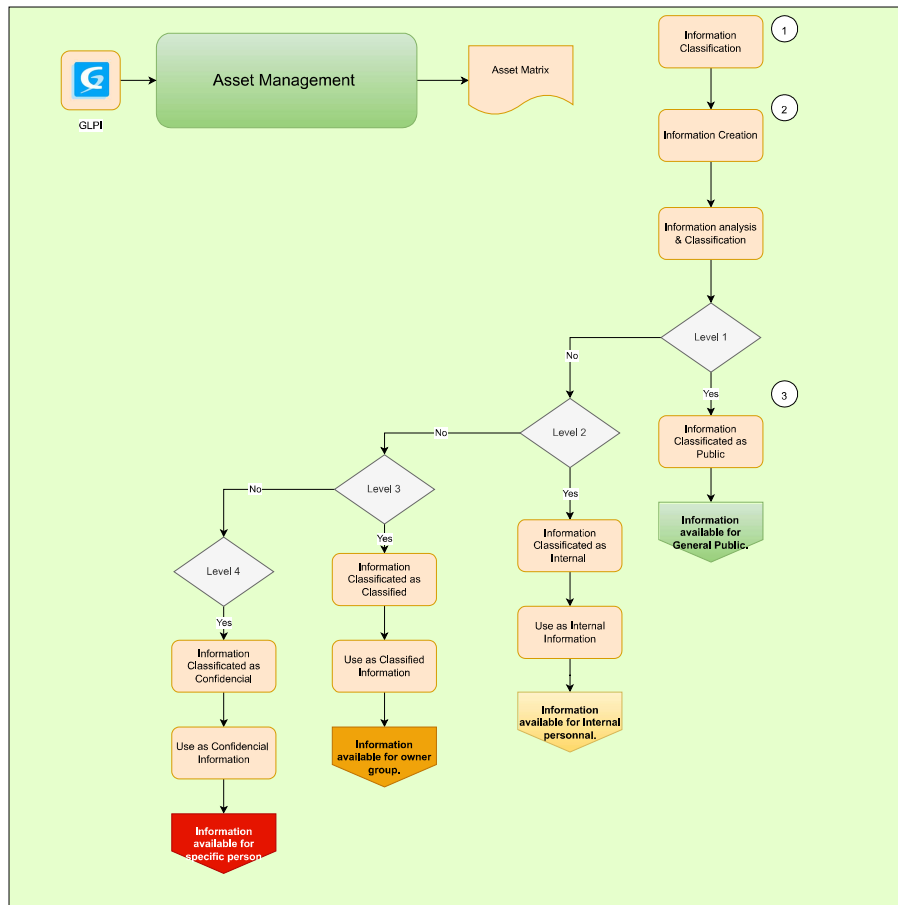 Information
Classification
1
Asset Management
Asset Matrix
GLPI
2
Information Creation
Information analysis
& Classification
Level 1
No
Yes
3
Information
Classificated as
Public
Level 2
No
Yes
Information
available for
General Public.
Level 3
No
Yes
Information
Classificated as
Internal
Level 4
Yes
Information
Classificated as
Classified
Use as Internal
Information
Information
Classificated as
Confidencial
Use as Classified
Information
Information
available for Internal
personnal.
Use as Confidencial
Information
Information
available for owner
group.
Information
available for
specific person